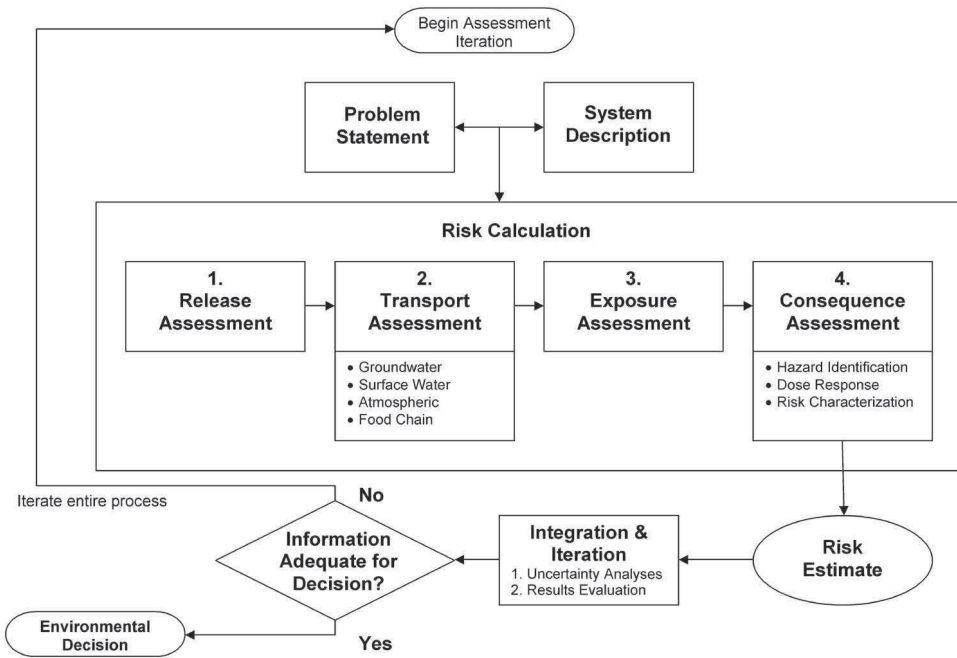 Begin Assessment
Iteration
Problem
Statement
System
Description
Risk Calculation
1.
Release
Assessment
2.
Transport
Assessment
● Groundwater
● Surface Water
● Atmospheric
● Food Chain
3.
Exposure
Assessment
4.
Consequence
Assessment
● Hazard Identification
● Dose Response
● Risk Characterization
Risk
Estimate
Integration &
Iteration
1. Uncertainty Analyses
2. Results Evaluation
Information
Adequate for
Decision?
No
Iterate entire process
Yes
Environmental
Decision